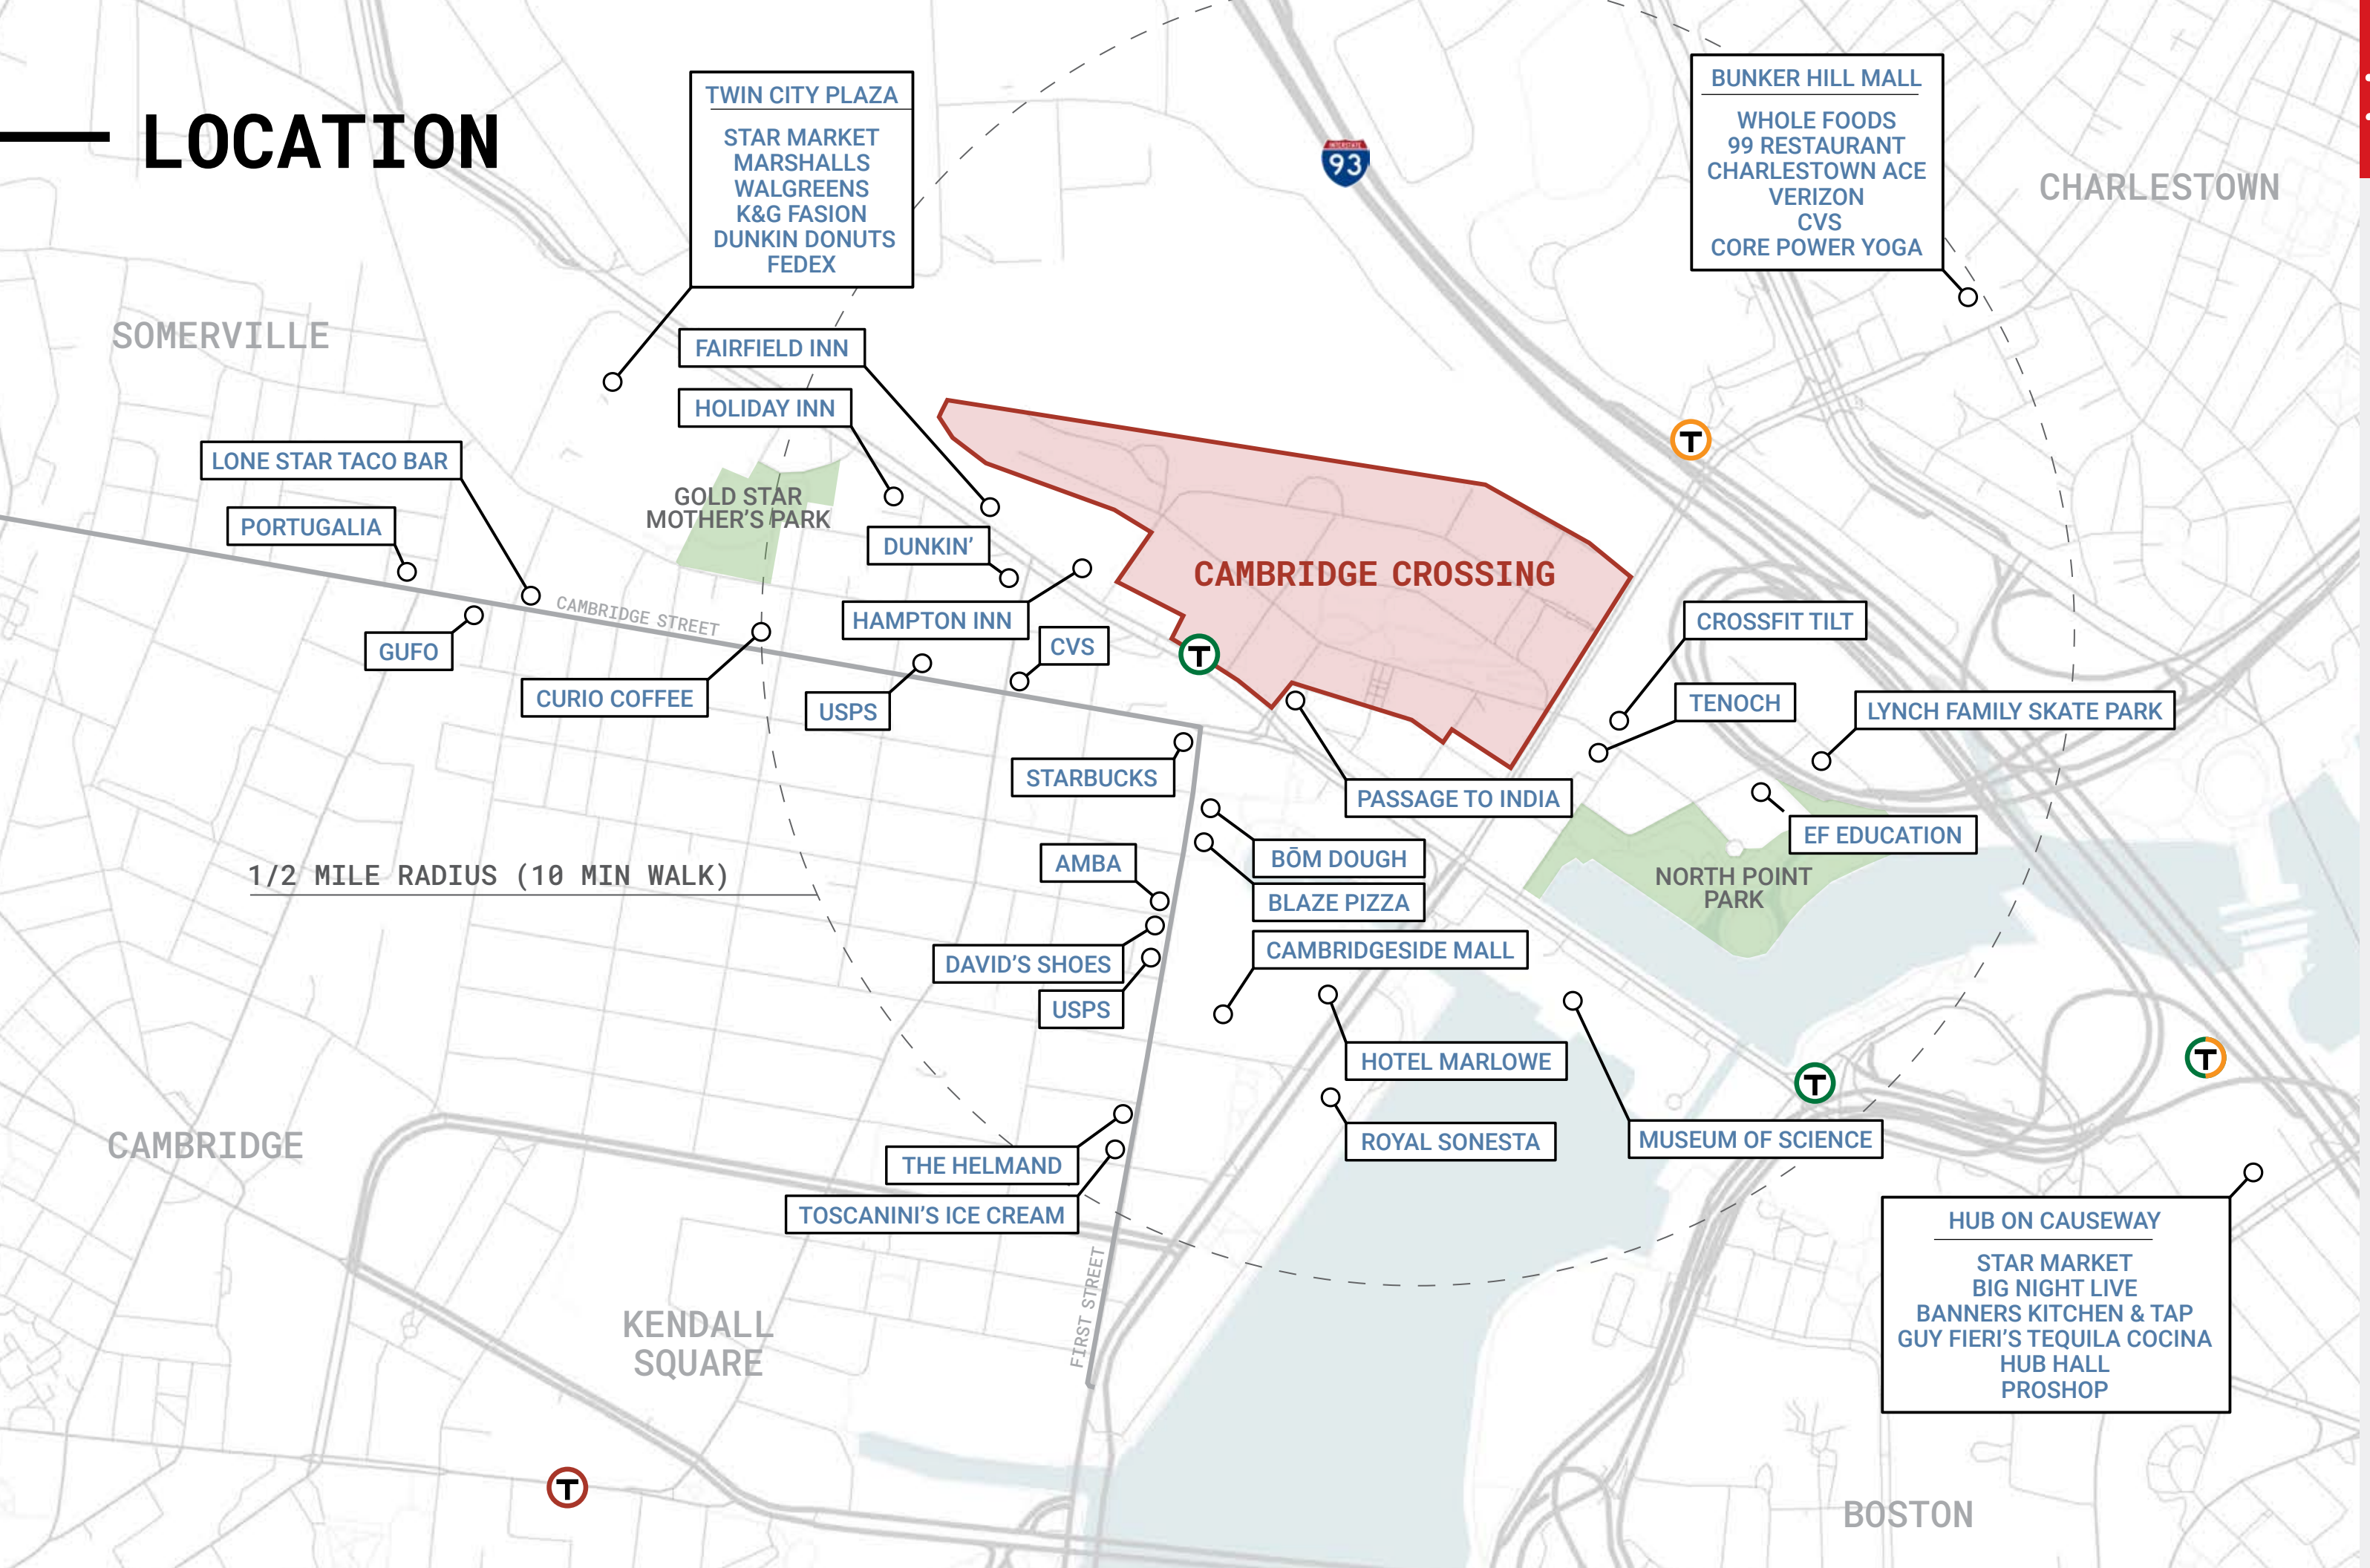 LOCATION
TWIN CITY PLAZA
STAR MARKET
MARSHALLS
WALGREENS
K&G FASION
DUNKIN DONUTS
FEDEX
INTERSTATE
93
BUNKER HILL MALL
WHOLE FOODS
99 RESTAURANT
CHARLESTOWN ACE
VERIZON
CVS
CORE POWER YOGA
CHARLESTOWN
SOMERVILLE
FAIRFIELD INN
HOLIDAY INN
T
LONE STAR TACO BAR
GOLD STAR
MOTHER'S PARK
PORTUGALIA
DUNKIN'
CAMBRIDGE CROSSING
CAMBRIDGE STREET
HAMPTON INN
CROSSFIT TILT
GUFO
CVS
T
CURIO COFFEE
USPS
TENOCH
LYNCH FAMILY SKATE PARK
STARBUCKS
PASSAGE TO INDIA
EF EDUCATION
1/2 MILE RADIUS (10 MIN WALK)
AMBA
BŌM DOUGH
BLAZE PIZZA
NORTH POINT
PARK
DAVID'S SHOES
CAMBRIDGESIDE MALL
USPS
HOTEL MARLOWE
T
T
CAMBRIDGE
THE HELMAND
ROYAL SONESTA
MUSEUM OF SCIENCE
TOSCANINI'S ICE CREAM
HUB ON CAUSEWAY
STAR MARKET
BIG NIGHT LIVE
BANNERS KITCHEN & TAP
GUY FIERI'S TEQUILA COCINA
HUB HALL
PROSHOP
FIRST STREET
KENDALL
SQUARE
T
BOSTON